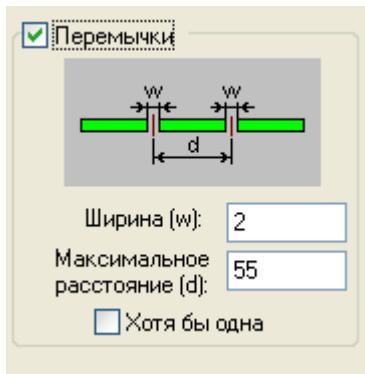 Перемычки
w w
d
Ширина (w): 2
Максимальное
расстояние (d): 55
Хотя бы одна